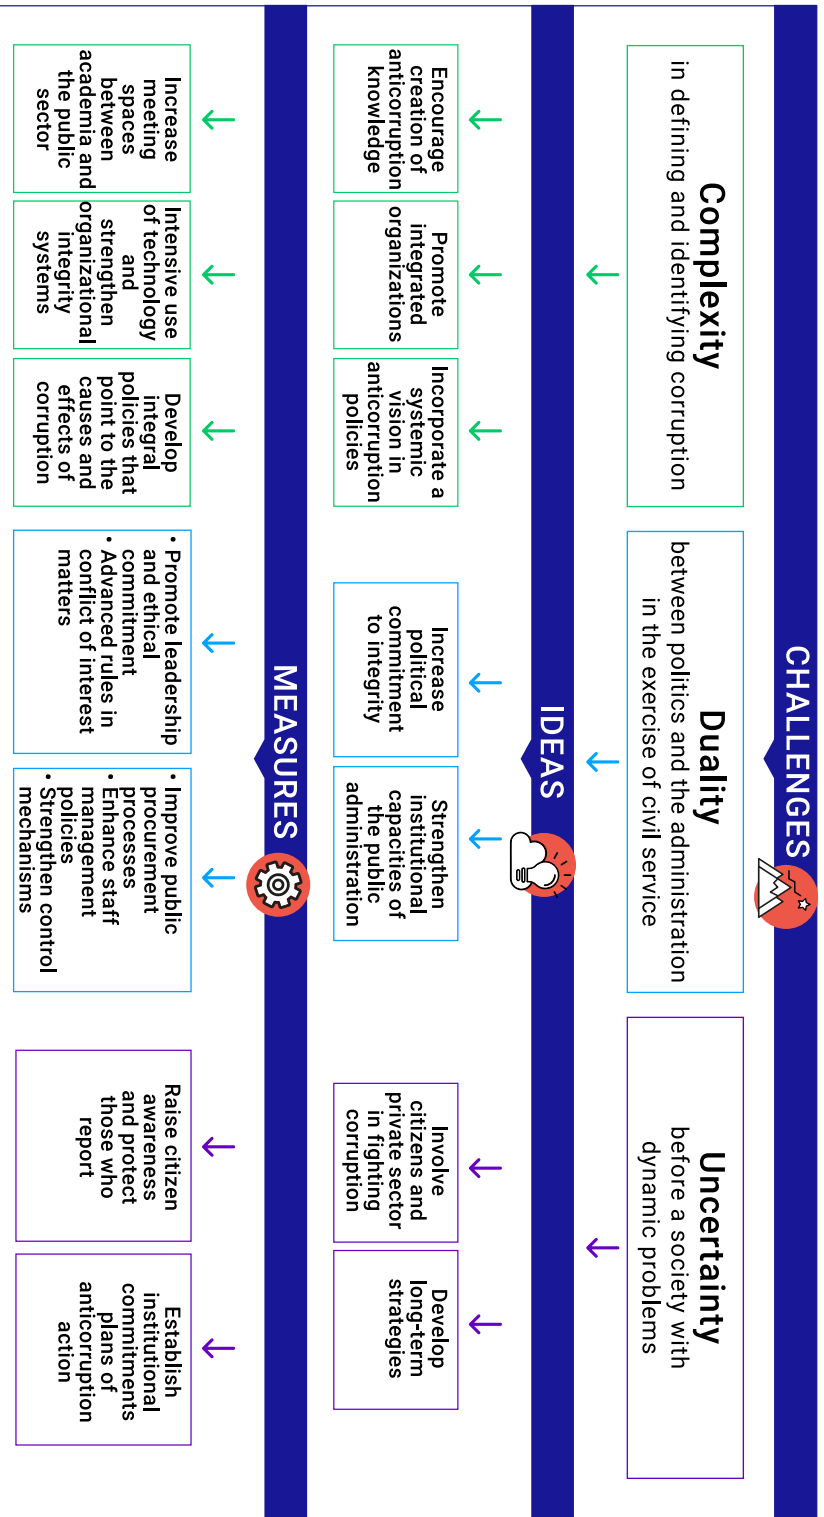 CHALLENGES
Complexity
in defining and identifying corruption
Duality
between politics and the administration
in the exercise of civil service
Uncertainty
before a society with
dynamic problems
IDEAS
Encourage
creation of
anticorruption
knowledge
Promote
integrated
organizations
Incorporate a
systemic
vision in
anticorruption
policies
Increase
political
commitment
to integrity
Strengthen
institutional
capacities of
the public
administration
Involve
citizens and
private sector
in fighting
corruption
Develop
long-term
strategies
MEASURES
Increase
meeting
spaces
between
academia and
the public
sector
Intensive use
of technology
and
strengthen
organizational
integrity
systems
Develop
integral
policies that
point to the
causes and
effects of
corruption
• Promote leadership
and ethical
commitment
• Advanced rules in
conflict of interest
matters
• Improve public
procurement
processes
• Enhance staff
management
policies
• Strengthen control
mechanisms
Raise citizen
awareness
and protect
those who
report
Establish
institutional
commitments
plans of
anticorruption
action